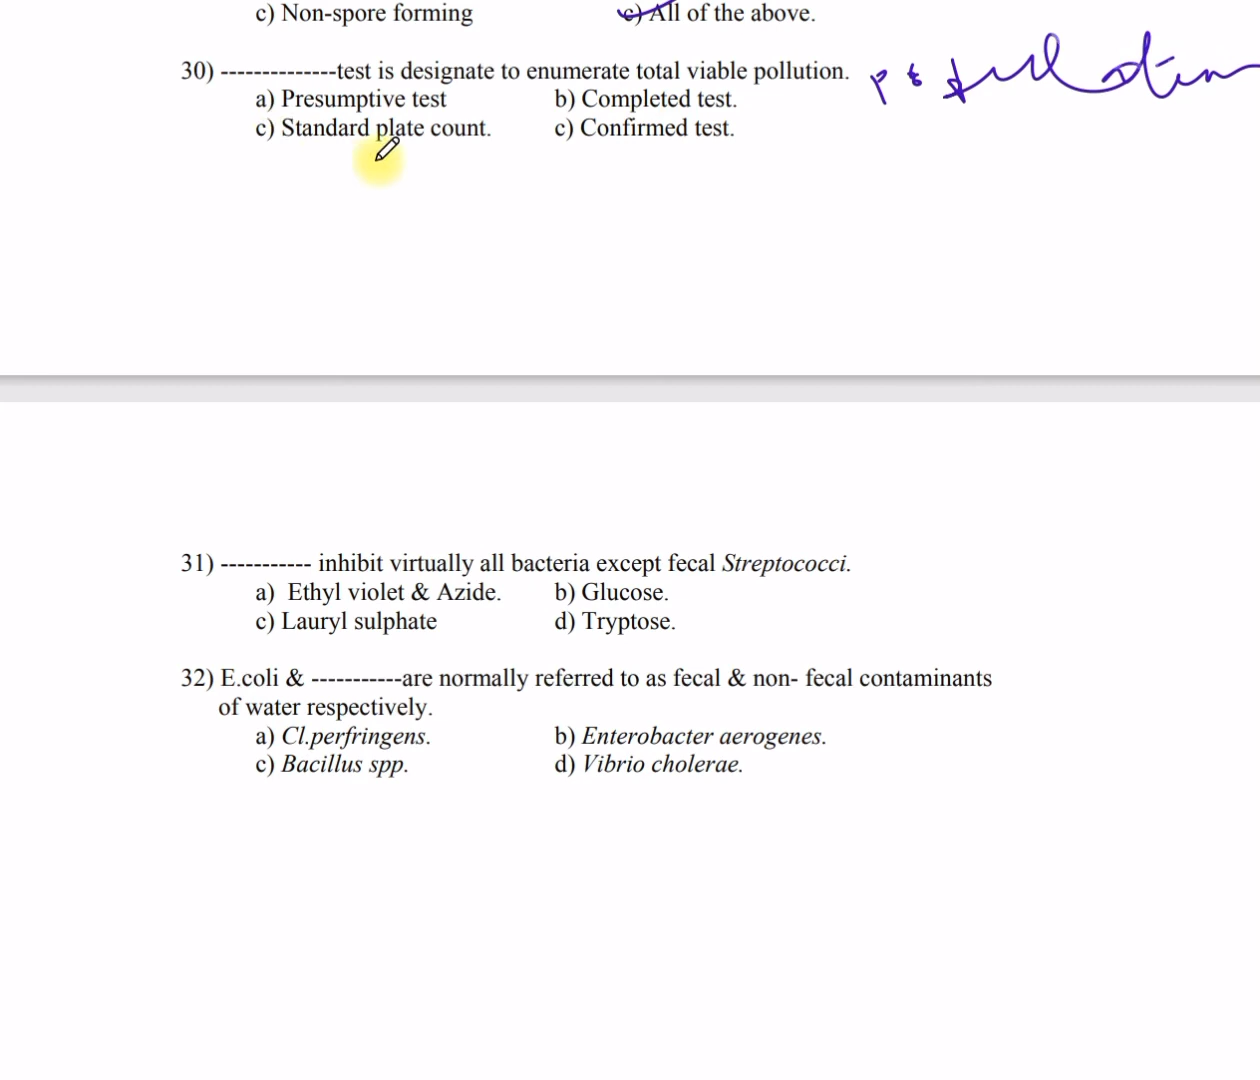 c) Non-spore forming c) All of the above.
30) --------------test is designate to enumerate total viable pollution.
a) Presumptive test b) Completed test.
c) Standard plate count. c) Confirmed test.
31) ----------- inhibit virtually all bacteria except fecal Streptococci.
a) Ethyl violet & Azide. b) Glucose.
c) Lauryl sulphate d) Tryptose.
32) E.coli & -----------are normally referred to as fecal & non- fecal contaminants
of water respectively.
a) Cl.perfringens. b) Enterobacter aerogenes.
c) Bacillus spp. d) Vibrio cholerae.